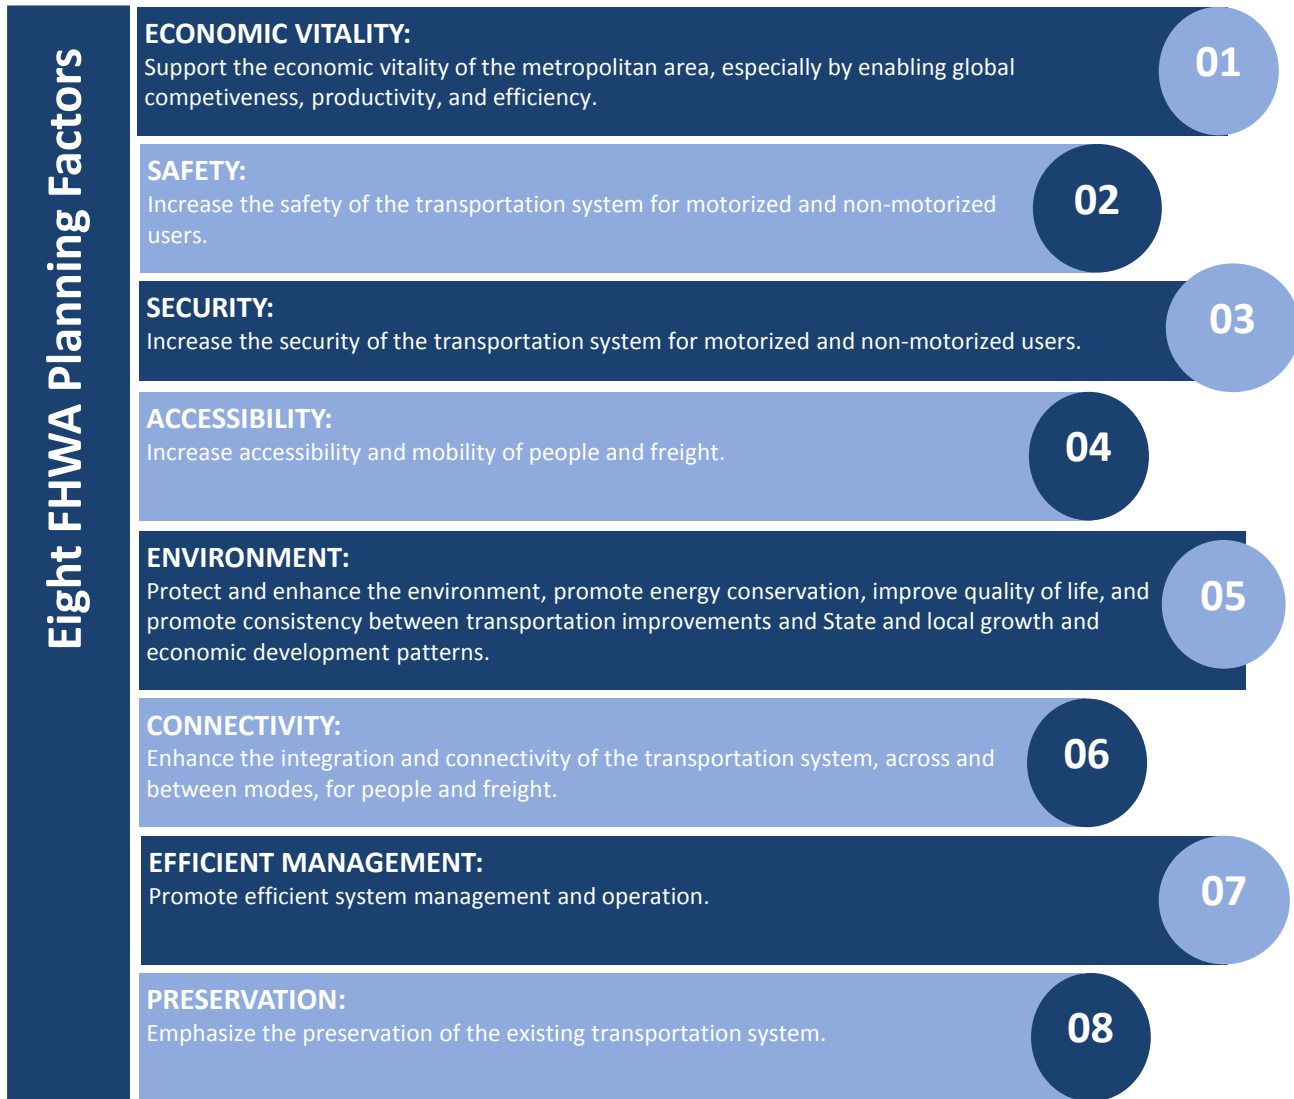 Eight FHWA Planning Factors
ECONOMIC VITALITY:
Support the economic vitality of the metropolitan area, especially by enabling global
competiveness, productivity, and efficiency.
01
SAFETY:
Increase the safety of the transportation system for motorized and non-motorized
users.
02
SECURITY:
Increase the security of the transportation system for motorized and non-motorized users.
03
ACCESSIBILITY:
Increase accessibility and mobility of people and freight.
04
ENVIRONMENT:
Protect and enhance the environment, promote energy conservation, improve quality of life, and
promote consistency between transportation improvements and State and local growth and
economic development patterns.
05
CONNECTIVITY:
Enhance the integration and connectivity of the transportation system, across and
between modes, for people and freight.
06
EFFICIENT MANAGEMENT:
Promote efficient system management and operation.
07
PRESERVATION:
Emphasize the preservation of the existing transportation system.
08